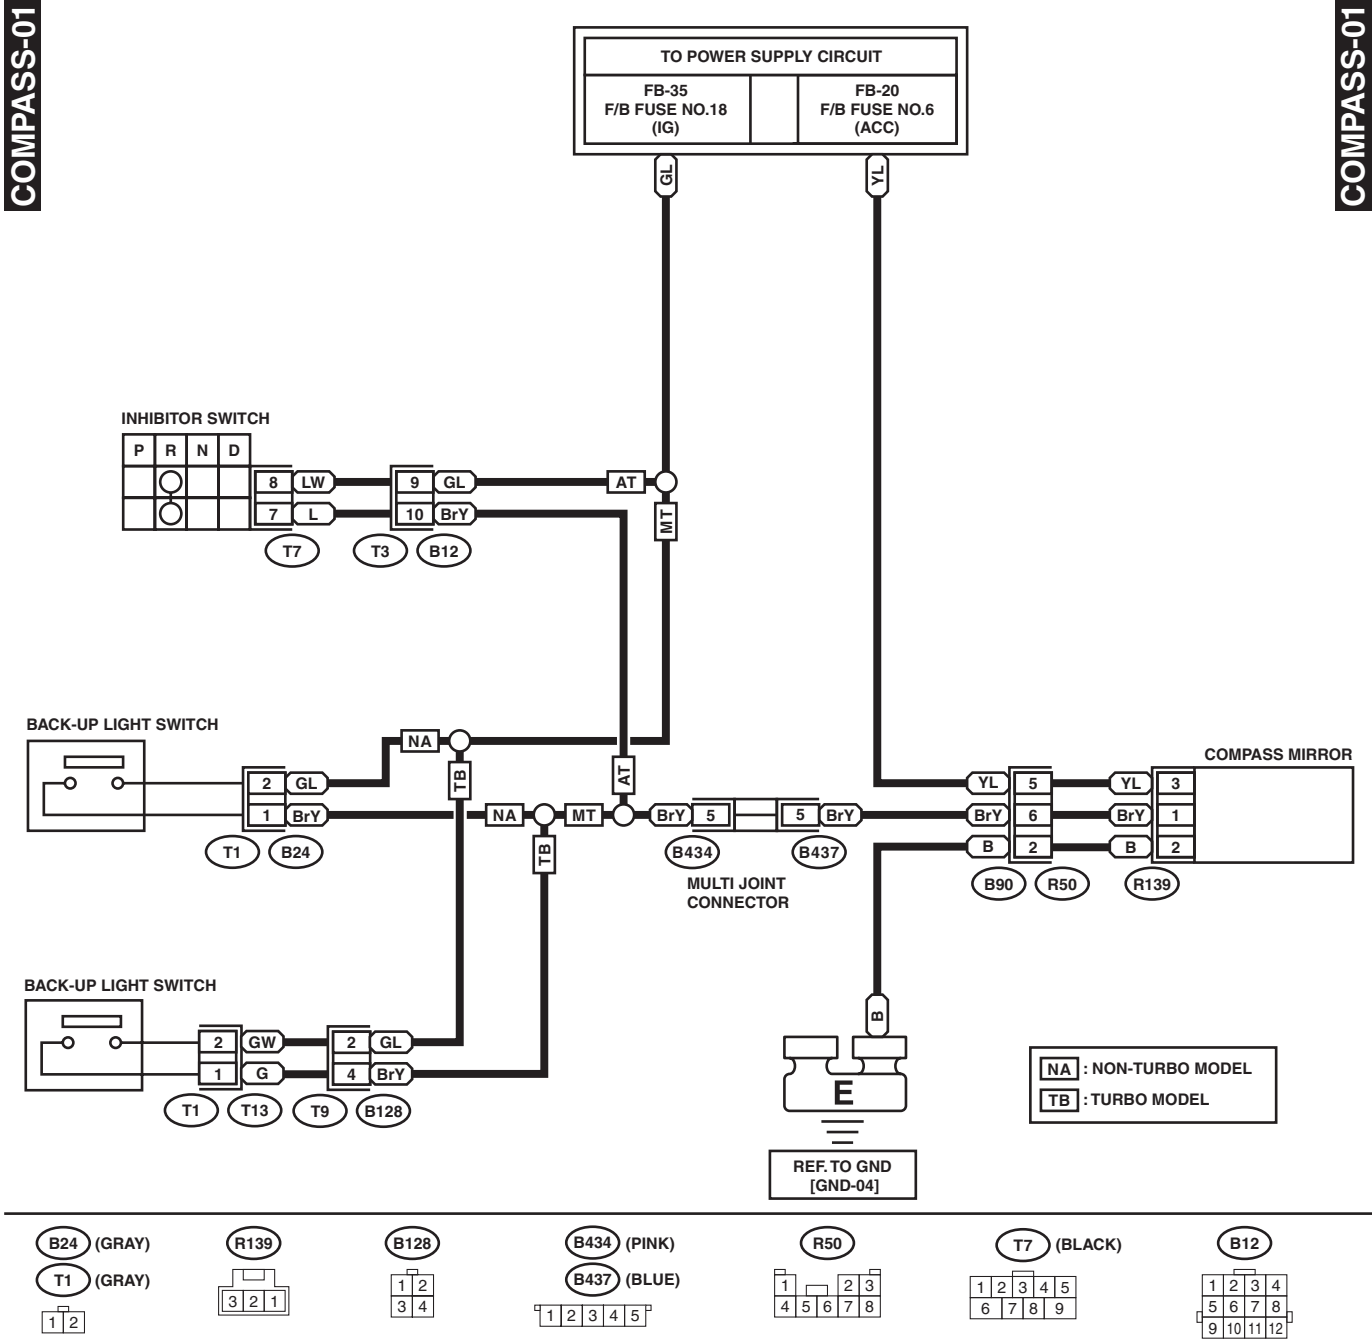 COMPASS-01
COMPASS-01
TO POWER SUPPLY CIRCUIT
FB-35
F/B FUSE NO.18
(IG)
FB-20
F/B FUSE NO.6
(ACC)
GL
YL
INHIBITOR SWITCH
P R N D
8 LW 9 GL AT
7 L 10 BrY
MT
T7 T3 B12
BACK-UP LIGHT SWITCH
NA
TB
AT
2 GL
1 BrY NA MT BrY 5 5 BrY
TB
T1 B24
B434 B437
MULTI JOINT
CONNECTOR
COMPASS MIRROR
YL 5 YL 3
BrY 6 BrY 1
B 2 B 2
B90 R50 R139
BACK-UP LIGHT SWITCH
2 GW 2 GL
1 G 4 BrY
T1 T13 T9 B128
B
E
REF. TO GND
[GND-04]
NA : NON-TURBO MODEL
TB : TURBO MODEL
B24 (GRAY)
T1 (GRAY)
1 2
R139
3 2 1
B128
1 2
3 4
B434 (PINK)
B437 (BLUE)
1 2 3 4 5
R50
1 2 3
4 5 6 7 8
T7 (BLACK)
1 2 3 4 5
6 7 8 9
B12
1 2 3 4
5 6 7 8
9 10 11 12